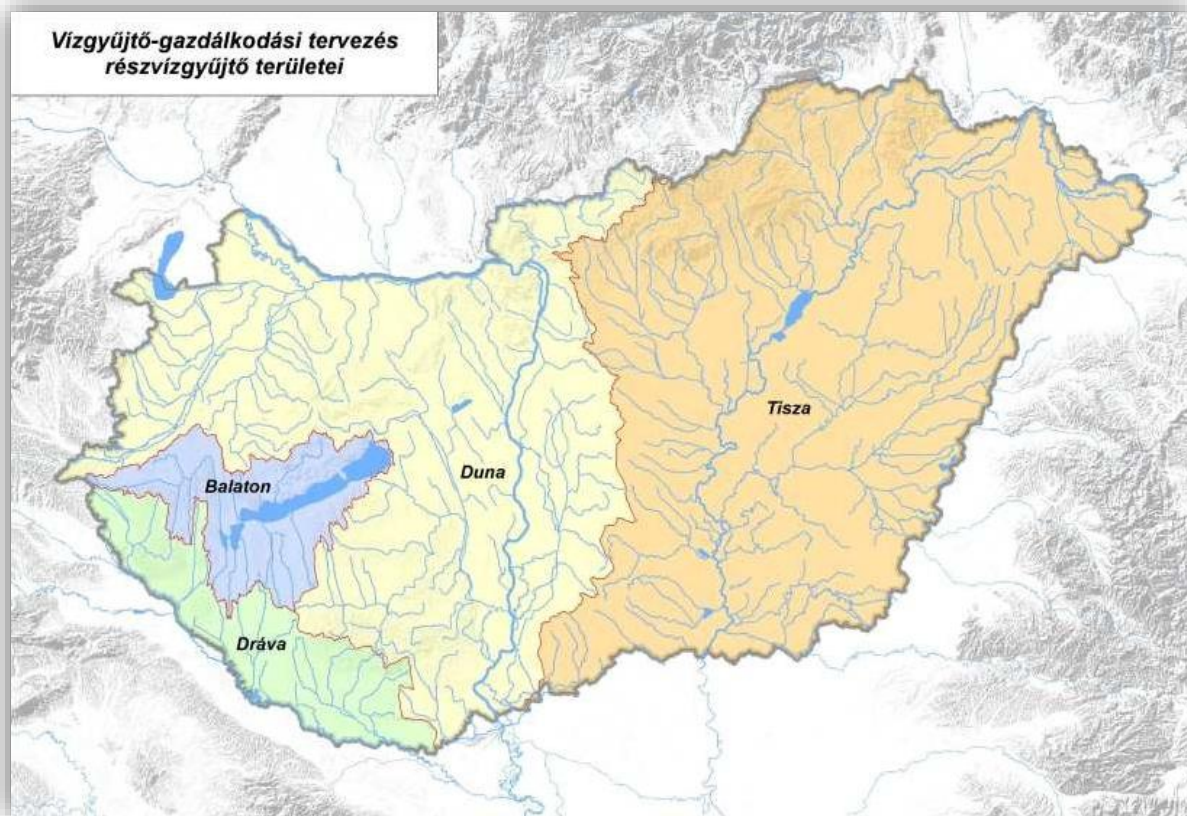 Vízgyűjtő-gazdálkodási tervezés
részvízgyűjtő területei
Tisza
Duna
Balaton
Dráva